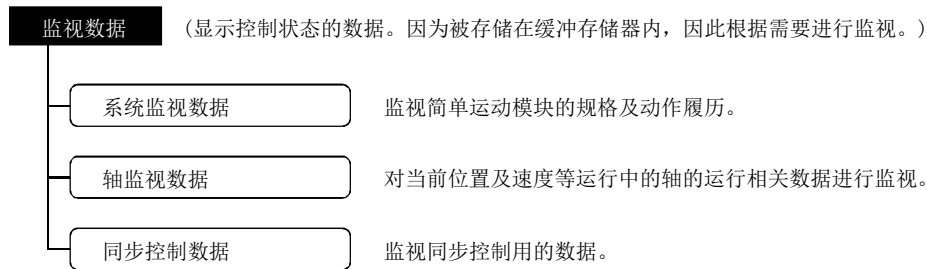 监视数据 (显示控制状态的数据。因为被存储在缓冲存储器内，因此根据需要进行监视。)
系统监视数据 监视简单运动模块的规格及动作履历。
轴监视数据 对当前位置及速度等运行中的轴的运行相关数据进行监视。
同步控制数据 监视同步控制用的数据。